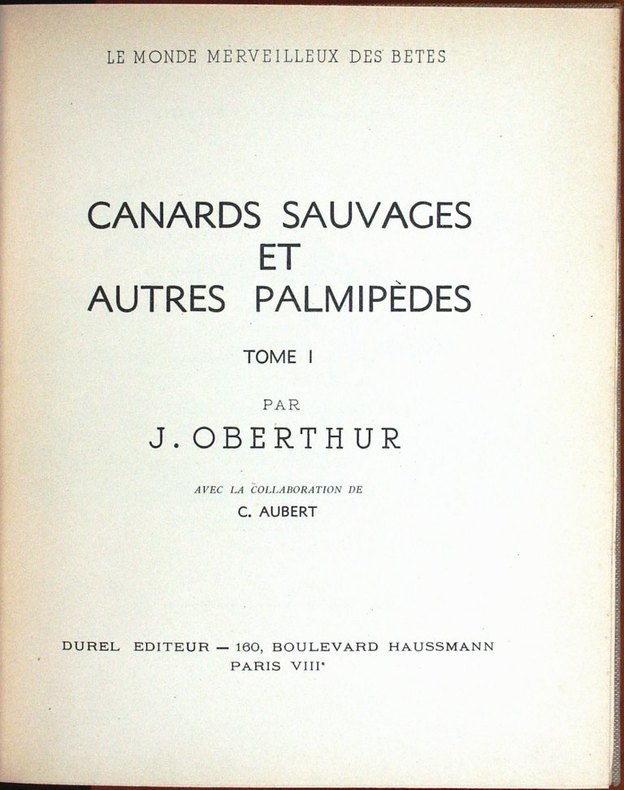 LE MONDE MERVEILLEUX DES BETES
CANARDS SAUVAGES
ET
AUTRES PALMIPÈDES
TOME I
PAR
J. OBERTHUR
AVEC LA COLLABORATION DE
C. AUBERT
DUREL EDITEUR — 160, BOULEVARD HAUSSMANN
PARIS VIIIᵉ